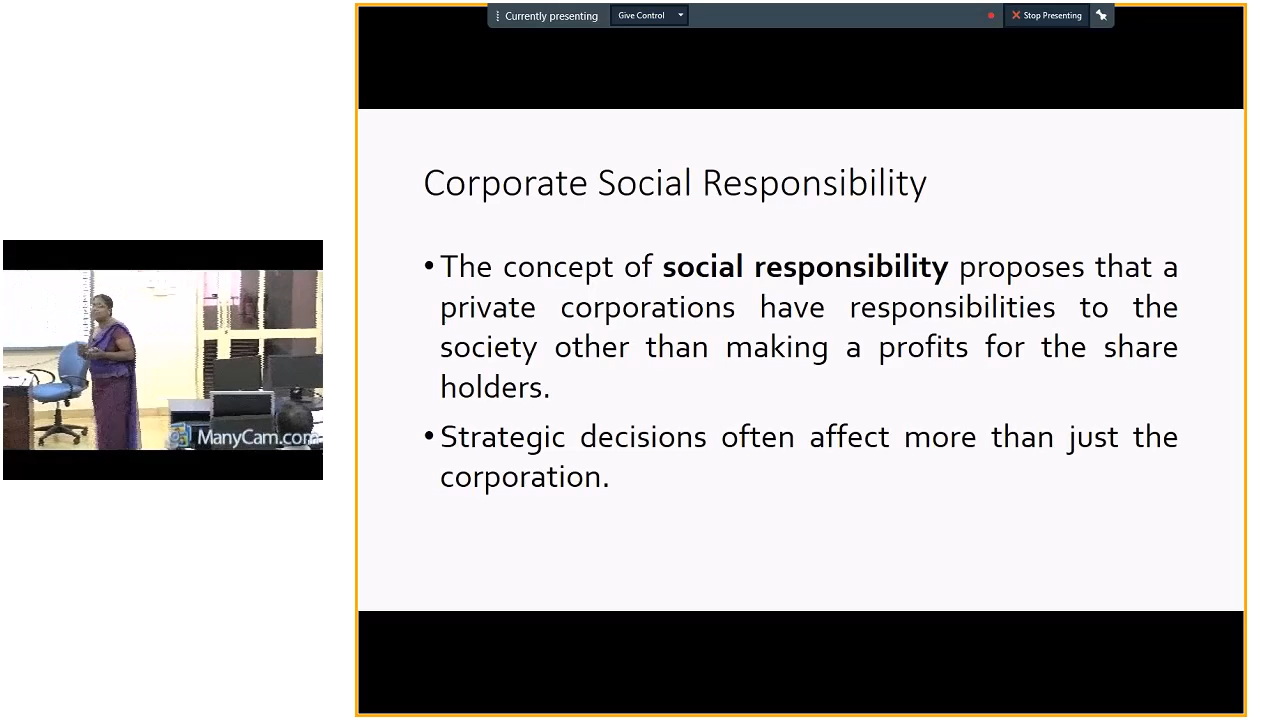 Currently presenting
Give Control
Stop Presenting
Corporate Social Responsibility
•The concept of social responsibility proposes that a
private corporations have responsibilities to the
society other than making a profits for the share
holders.
•Strategic decisions often affect more than just the
corporation.
ManyCam.com